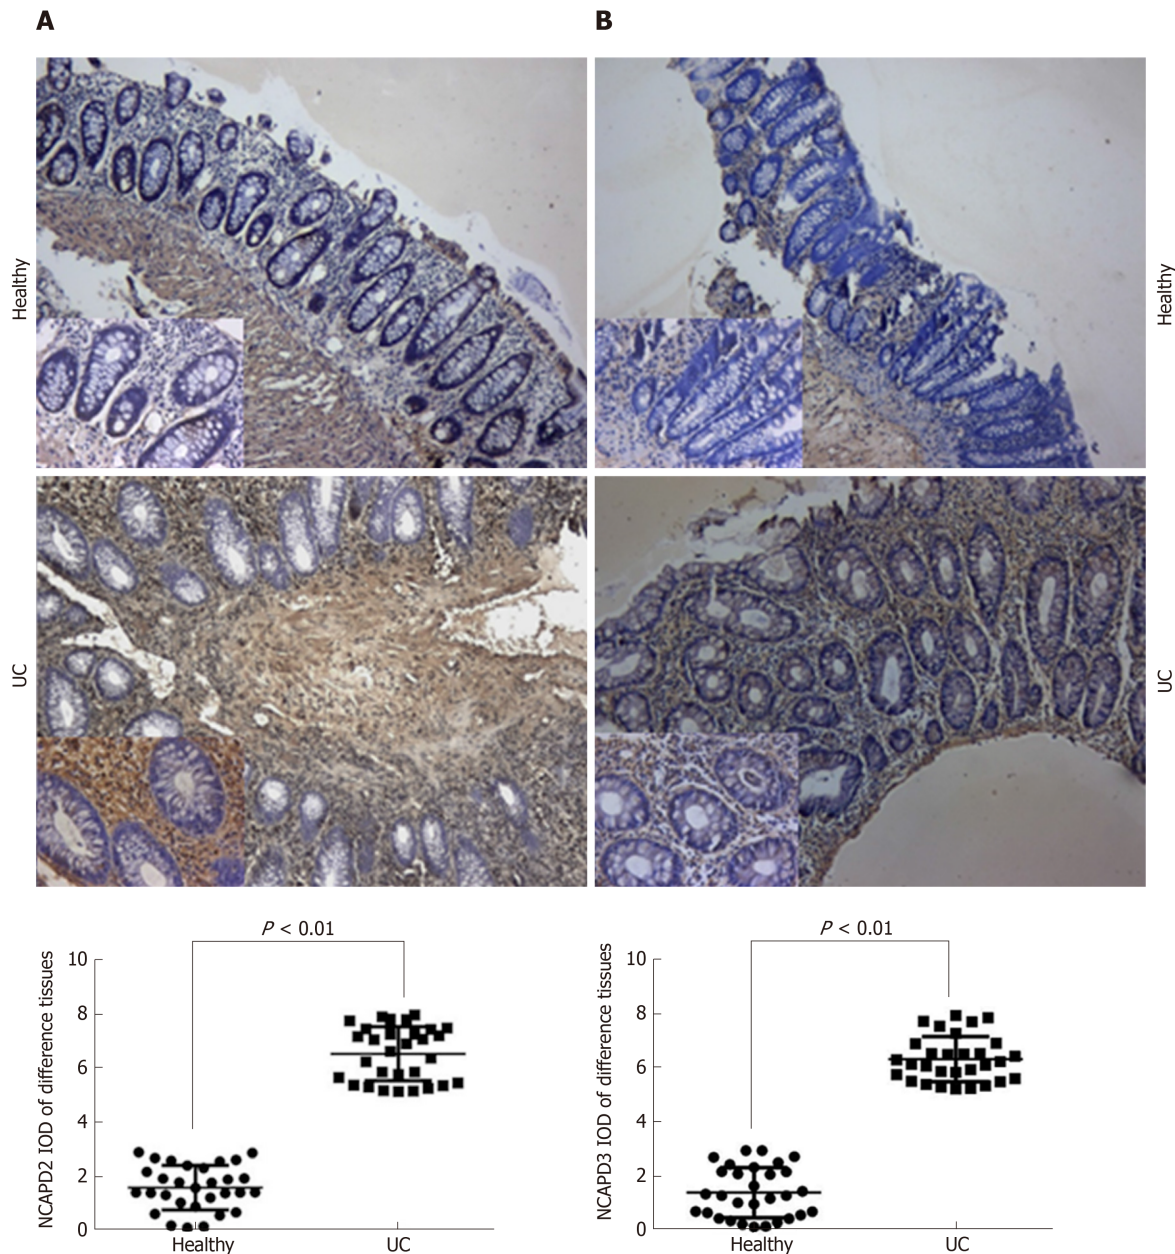 A
B
Healthy
Healthy
UC
UC
P < 0.01
10
8
6
4
2
0
NCAPD2 IOD of difference tissues
Healthy
UC
P < 0.01
10
8
6
4
2
0
NCAPD3 IOD of difference tissues
Healthy
UC